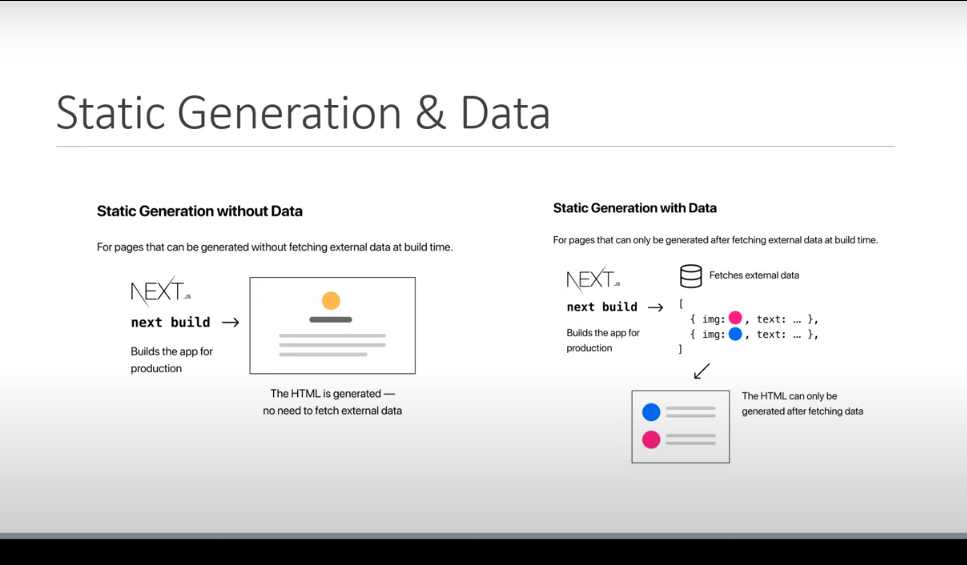 Static Generation & Data
Static Generation without Data
For pages that can be generated without fetching external data at build time.
NEXT.JS
next build →
Builds the app for
production
The HTML is generated —
no need to fetch external data
Static Generation with Data
For pages that can only be generated after fetching external data at build time.
NEXT.JS
next build →
Builds the app for
production
Fetches external data
[
{ img: , text: … },
{ img: , text: … },
]
The HTML can only be
generated after fetching data